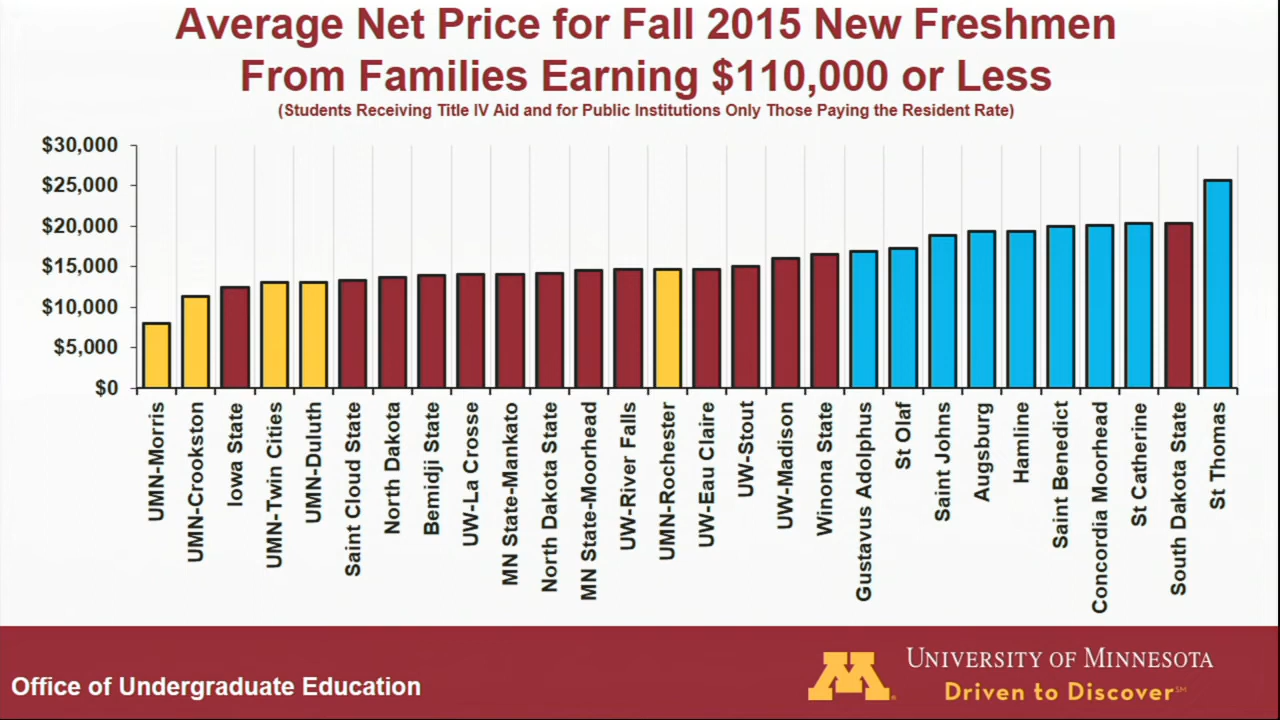 Average Net Price for Fall 2015 New Freshmen
From Families Earning $110,000 or Less
(Students Receiving Title IV Aid and for Public Institutions Only Those Paying the Resident Rate)
$30,000
$25,000
$20,000
$15,000
$10,000
$5,000
$0
UMN-Morris
UMN-Crookston
Iowa State
UMN-Twin Cities
UMN-Duluth
Saint Cloud State
North Dakota
Bemidji State
UW-La Crosse
MN State-Mankato
North Dakota State
MN State-Moorhead
UW-River Falls
UMN-Rochester
UW-Eau Claire
UW-Stout
UW-Madison
Winona State
Gustavus Adolphus
St Olaf
Saint Johns
Augsburg
Hamline
Saint Benedict
Concordia Moorhead
St Catherine
South Dakota State
St Thomas
Office of Undergraduate Education
M
UNIVERSITY OF MINNESOTA
Driven to Discover℠